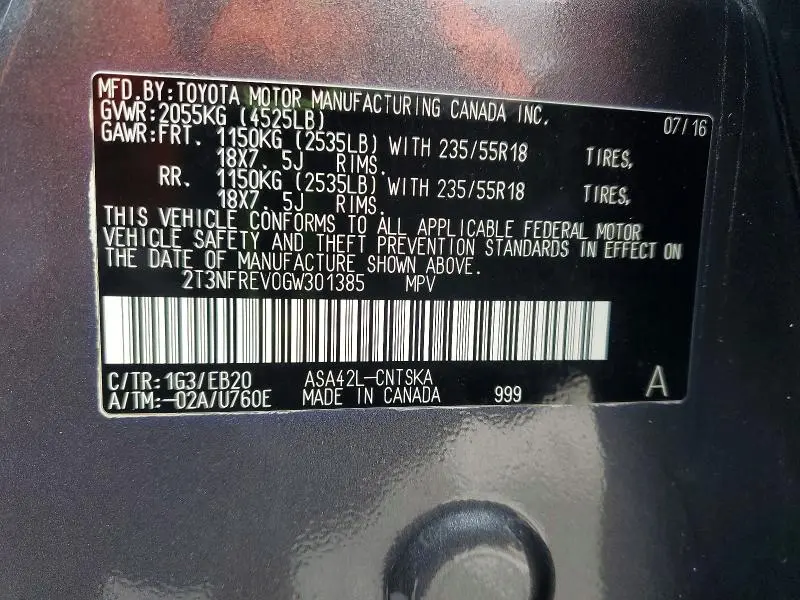 MFD.BY:TOYOTA MOTOR MANUFACTURING CANADA INC.
GVWR:2055KG (4525LB) 07/16
GAWR:FRT. 1150KG (2535LB) WITH 235/55R18 TIRES,
18X7. 5J RIMS.
RR. 1150KG (2535LB) WITH 235/55R18 TIRES,
18X7. 5J RIMS.
THIS VEHICLE CONFORMS TO ALL APPLICABLE FEDERAL MOTOR
VEHICLE SAFETY AND THEFT PREVENTION STANDARDS IN EFFECT ON
THE DATE OF MANUFACTURE SHOWN ABOVE.
2T3NFREV0GW301385 MPV
C/TR:1G3/EB20 ASA42L-CNTSKA
A/TM:-02A/U760E MADE IN CANADA 999 A